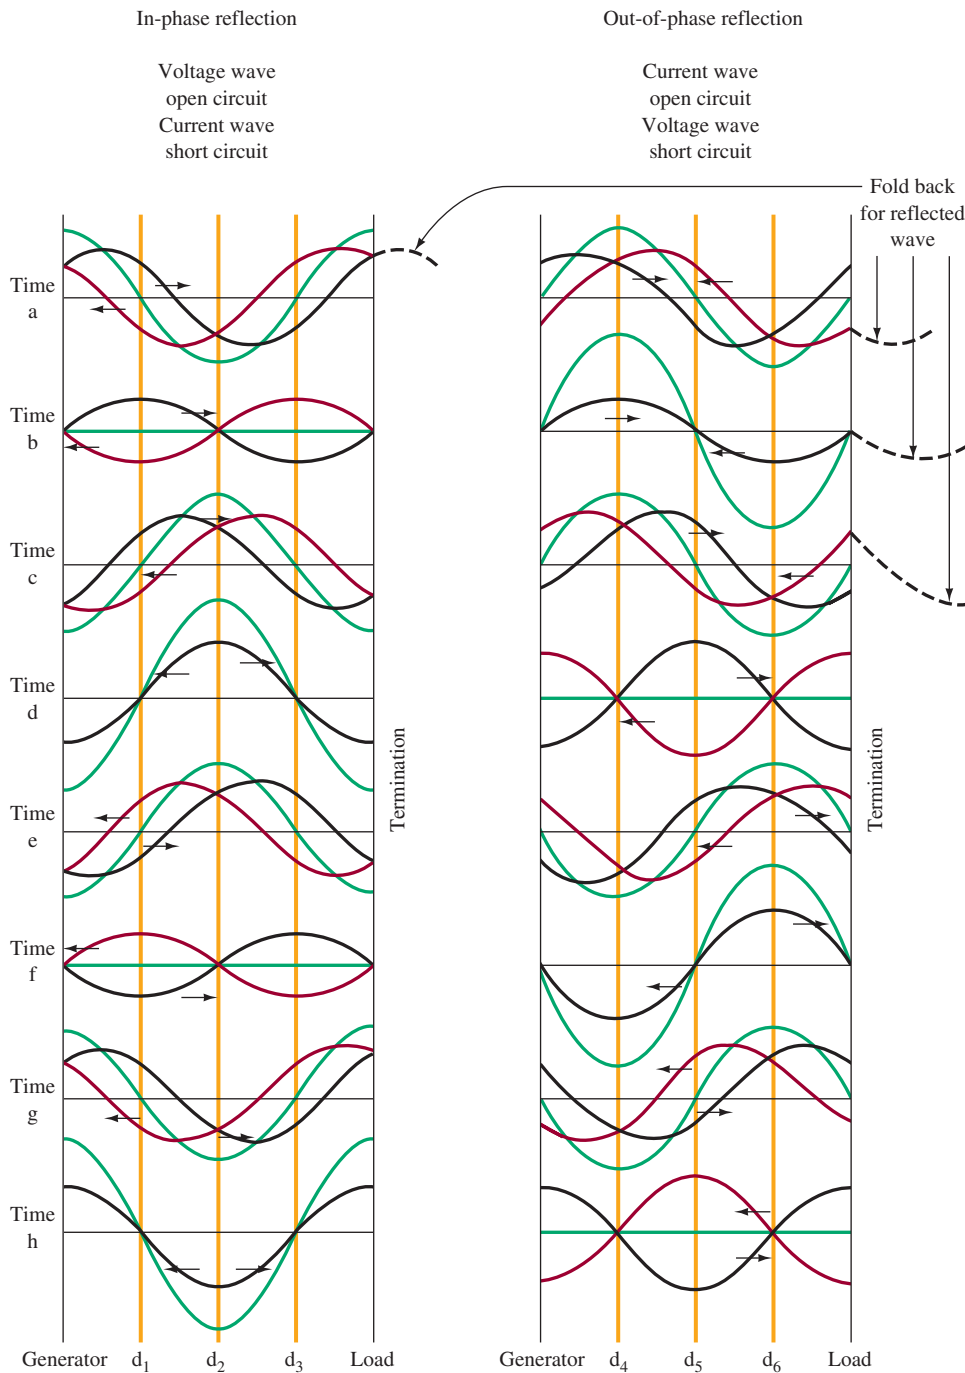 In-phase reflection
Out-of-phase reflection
Voltage wave
open circuit
Current wave
short circuit
Current wave
open circuit
Voltage wave
short circuit
Fold back
for reflected
wave
Time
a
Time
b
Time
c
Time
d
Time
e
Time
f
Time
g
Time
h
Termination
Termination
Generator d₁ d₂ d₃ Load
Generator d₄ d₅ d₆ Load